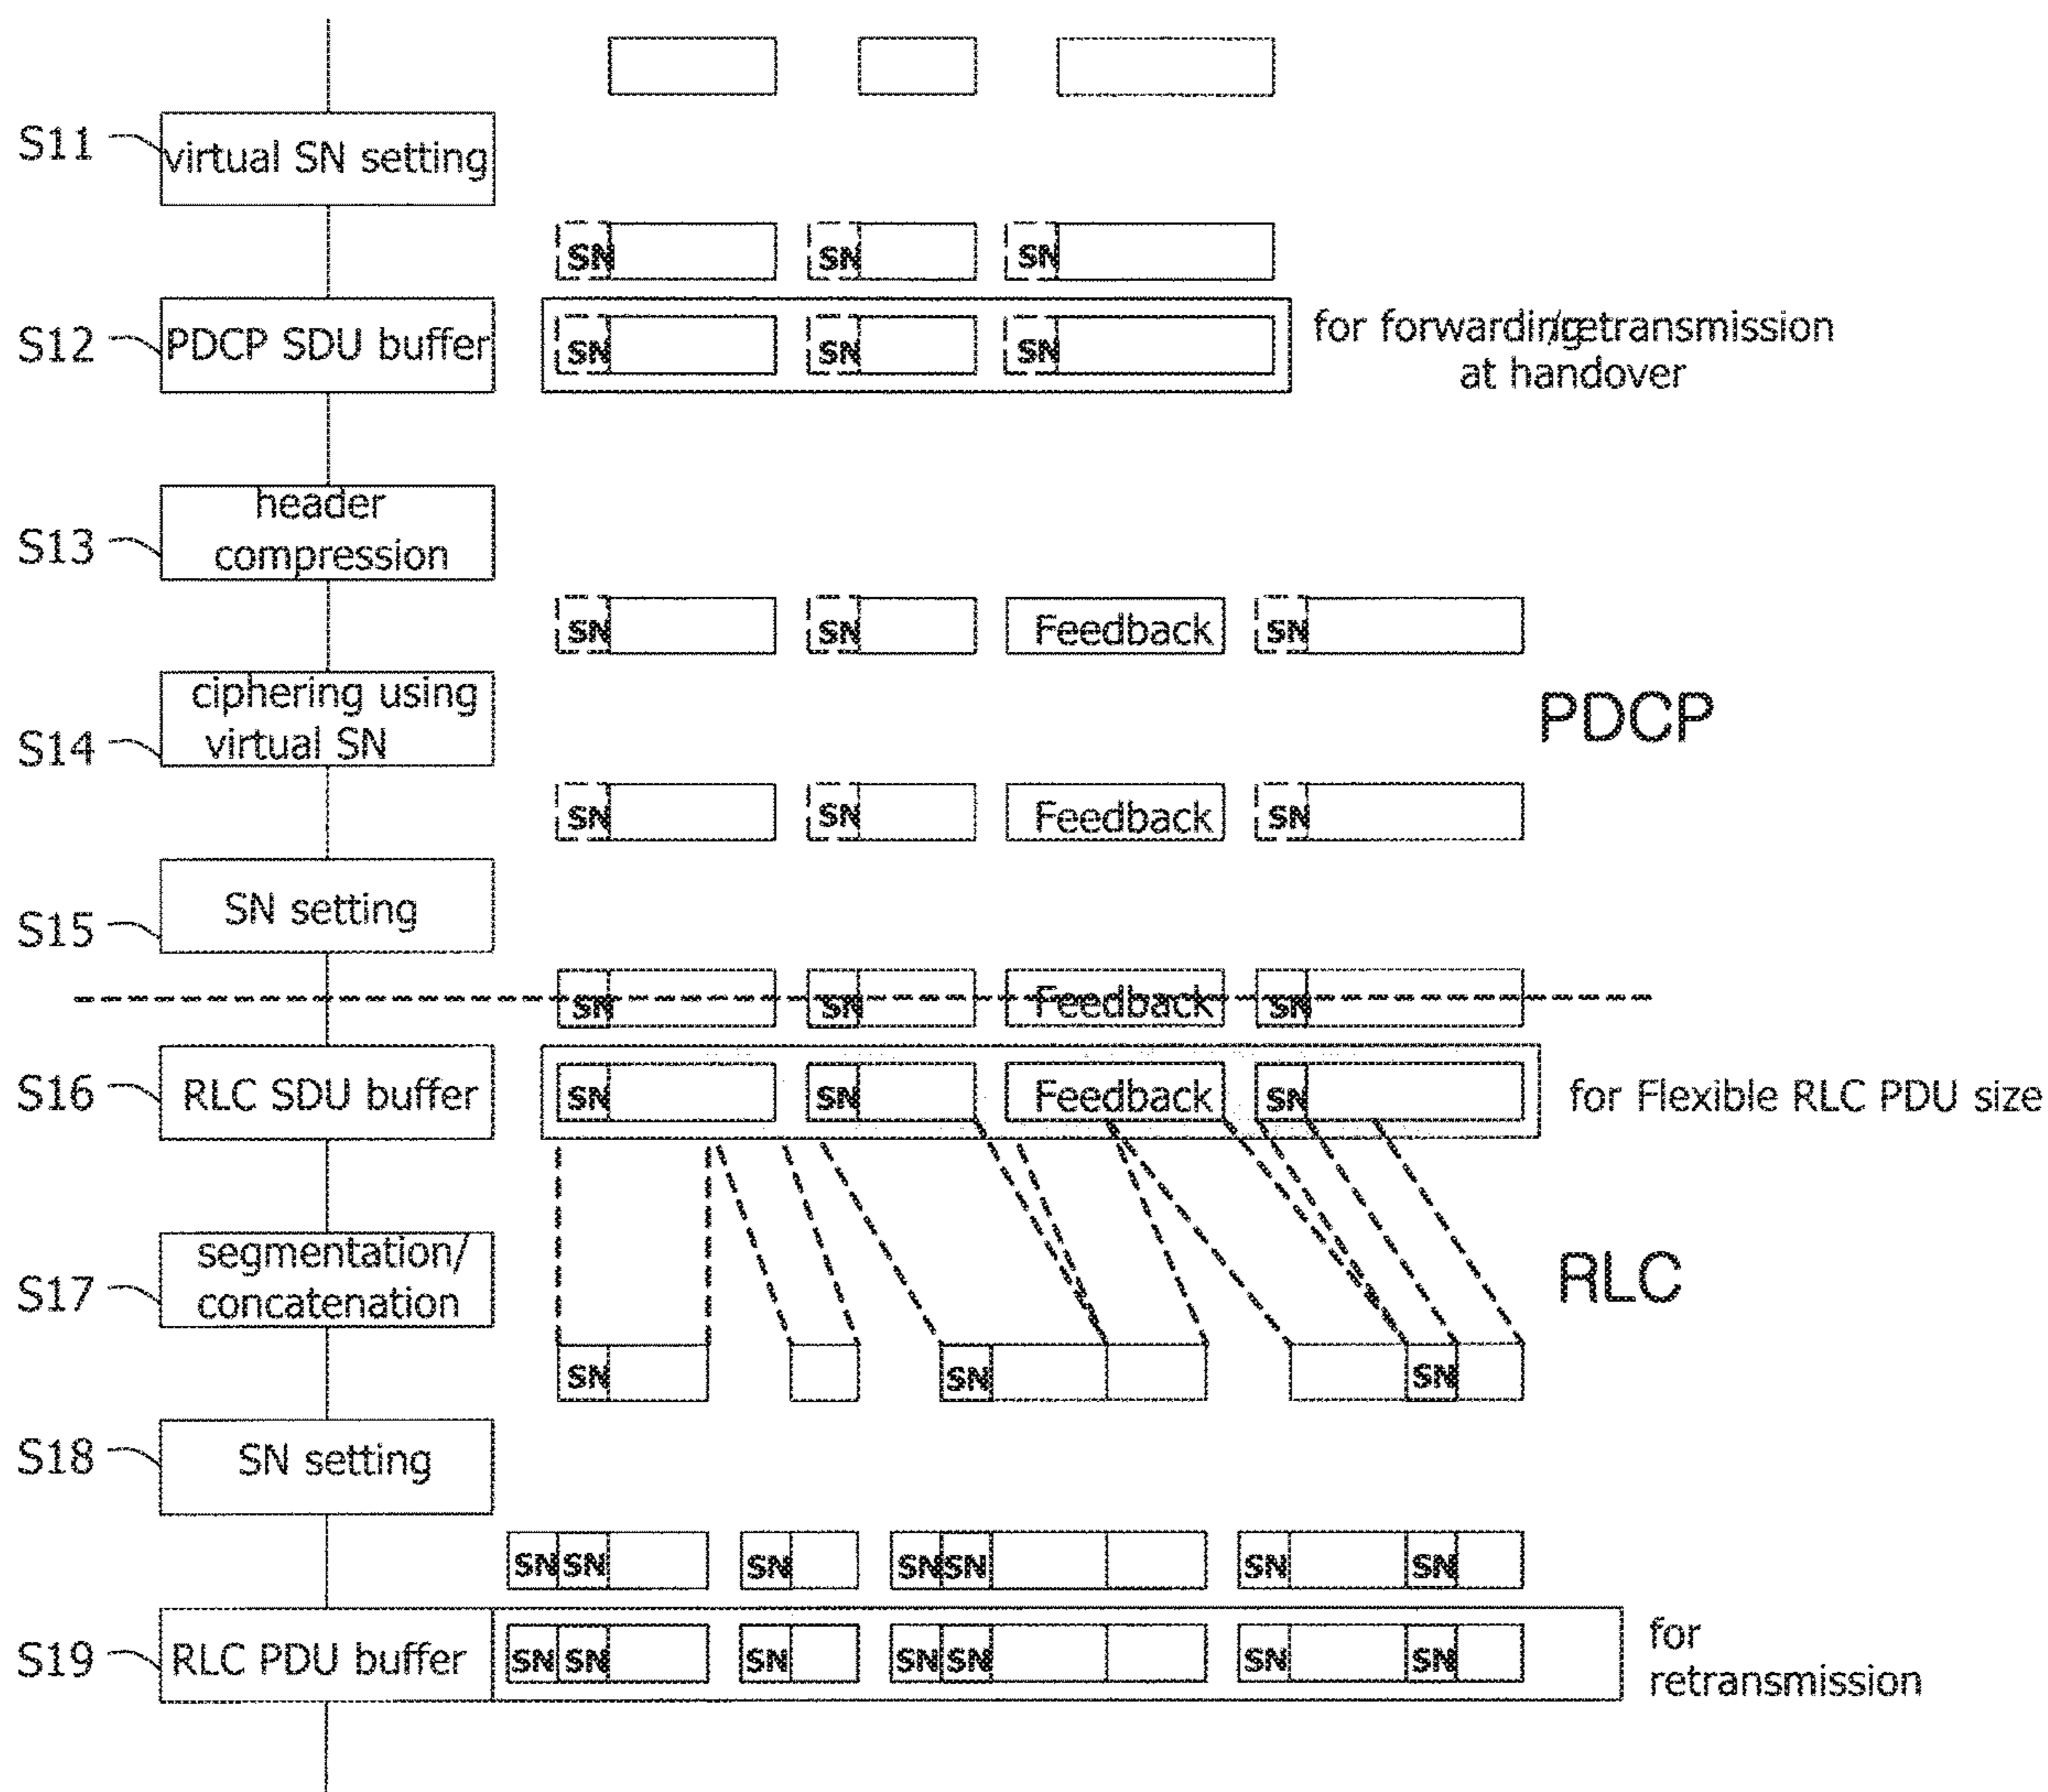 S11
virtual SN setting
SN SN SN
S12
PDCP SDU buffer
SN SN SN
for forwarding/retransmission
at handover
S13
header
compression
SN SN Feedback SN
S14
ciphering using
virtual SN
PDCP
SN SN Feedback SN
S15
SN setting
SN SN Feedback SN
S16
RLC SDU buffer
SN SN Feedback SN
for Flexible RLC PDU size
S17
segmentation/
concatenation
RLC
SN SN SN
S18
SN setting
SN SN SN SN SN SN SN
S19
RLC PDU buffer
SN SN SN SN SN SN SN
for
retransmission